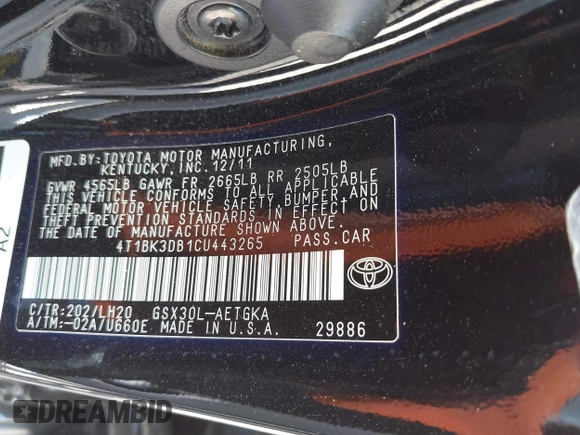 MFD.BY:TOYOTA MOTOR MANUFACTURING,
KENTUCKY,INC.12/11
GVWR 4565LB GAWR FR 2665LB RR 2505LB
THIS VEHICLE CONFORMS TO ALL APPLICABLE
FEDERAL MOTOR VEHICLE SAFETY,BUMPER,AND
THEFT PREVENTION STANDARDS IN EFFECT ON
THE DATE OF MANUFACTURE SHOWN ABOVE.
4T1BK3DB1CU443265 PASS.CAR
C/TR:202/LH20 GSX30L-AETGKA
A/TM:-02A/U660E MADE IN U.S.A. 29886
A2
DREAMBID